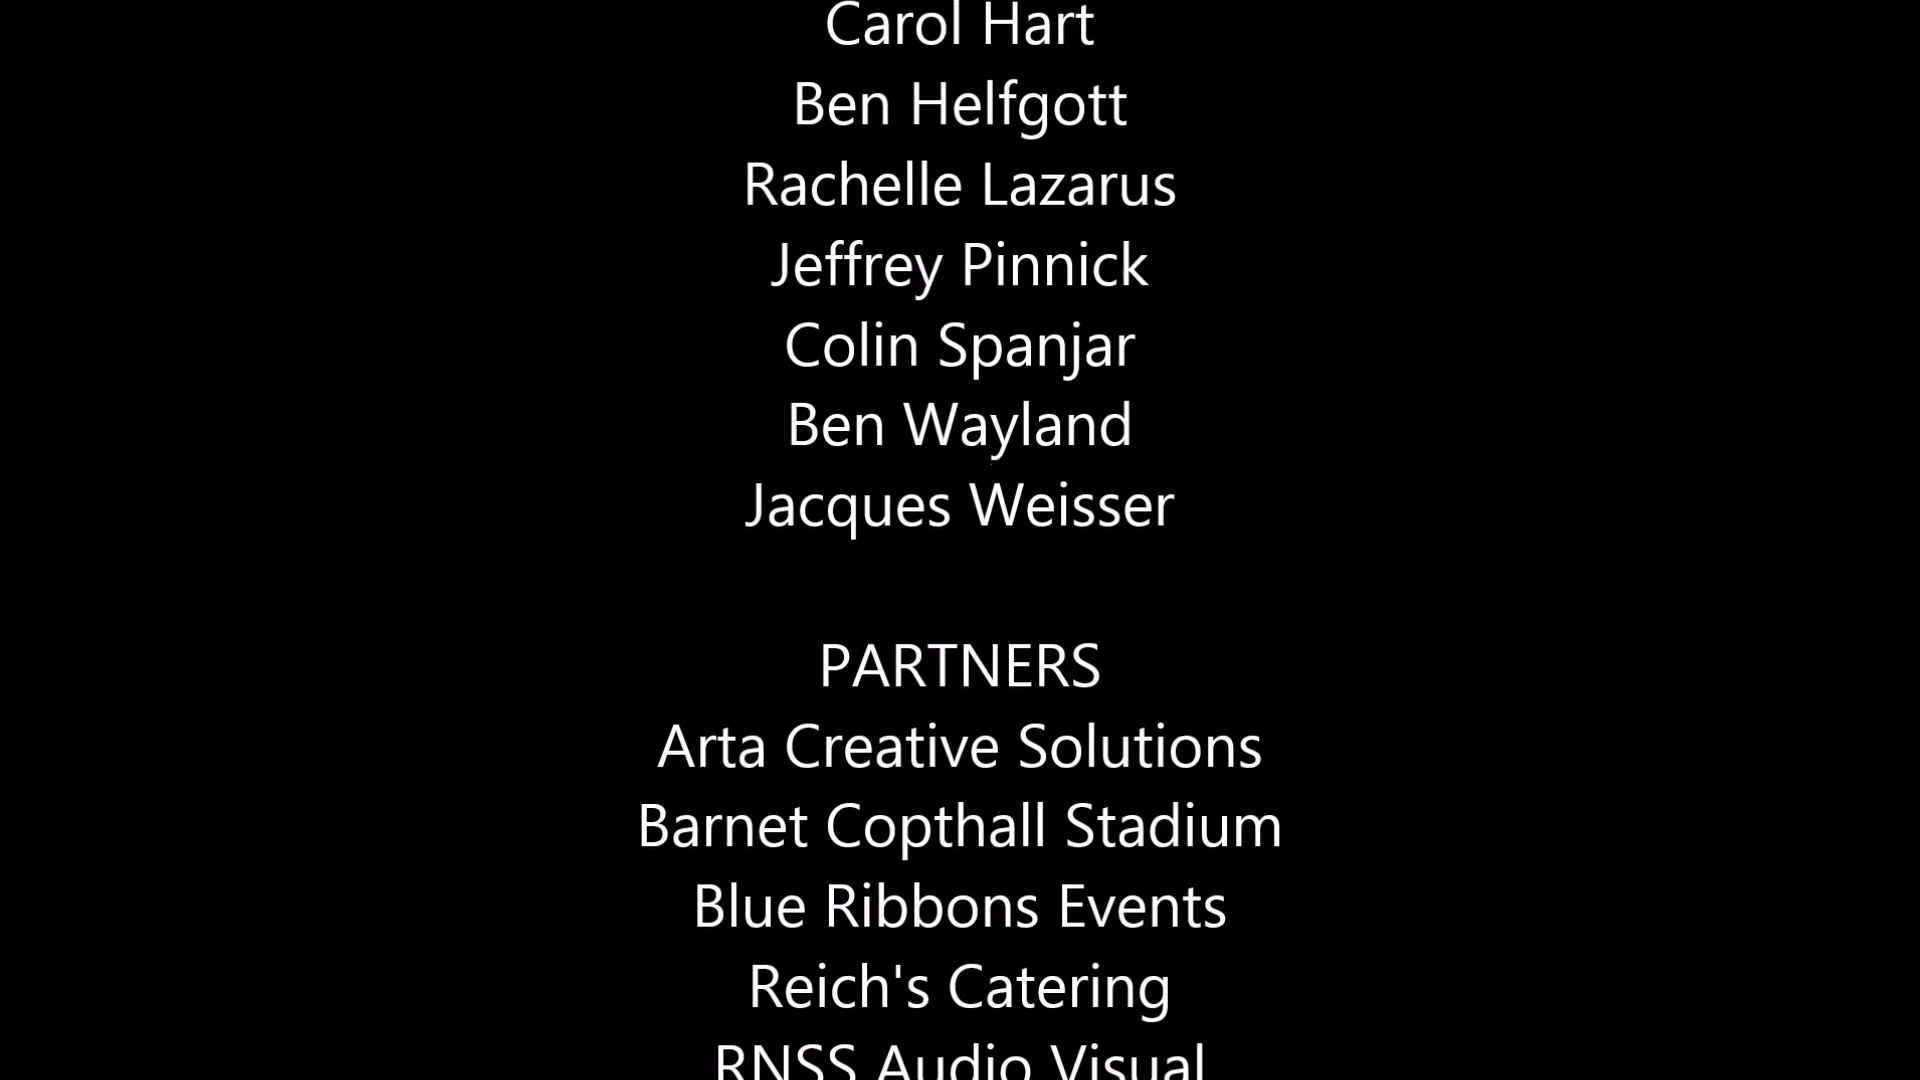 Carol Hart
Ben Helfgott
Rachelle Lazarus
Jeffrey Pinnick
Colin Spanjar
Ben Wayland
Jacques Weisser
PARTNERS
Arta Creative Solutions
Barnet Copthall Stadium
Blue Ribbons Events
Reich's Catering
RNSS Audio Visual